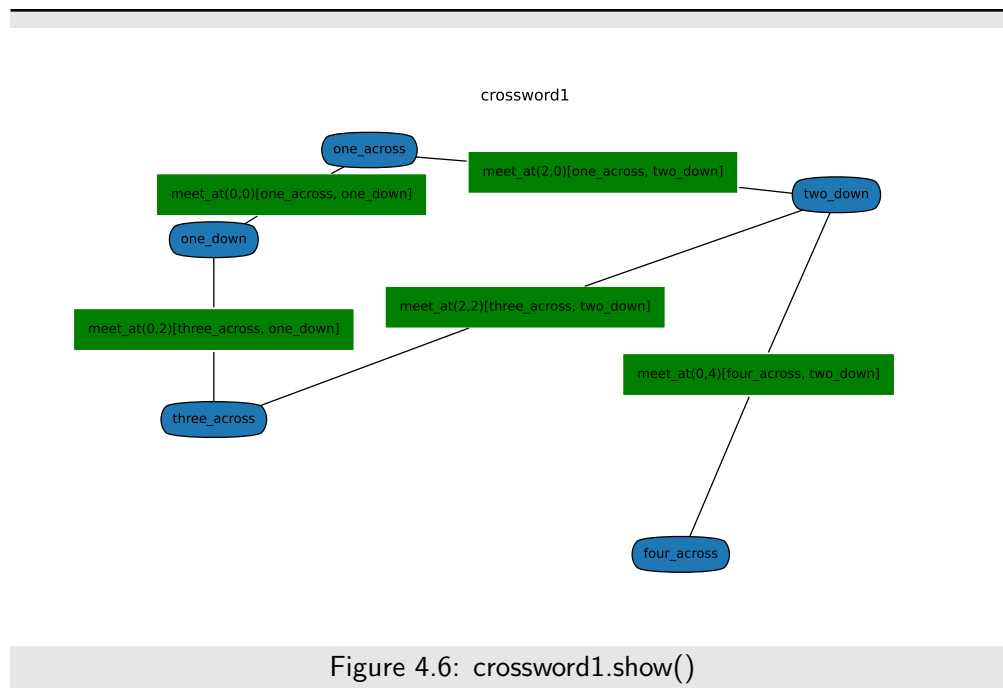 crossword1
one_across
meet_at(2,0)[one_across, two_down]
meet_at(0,0)[one_across, one_down]
two_down
one_down
meet_at(2,2)[three_across, two_down]
meet_at(0,2)[three_across, one_down]
meet_at(0,4)[four_across, two_down]
three_across
four_across
Figure 4.6: crossword1.show()